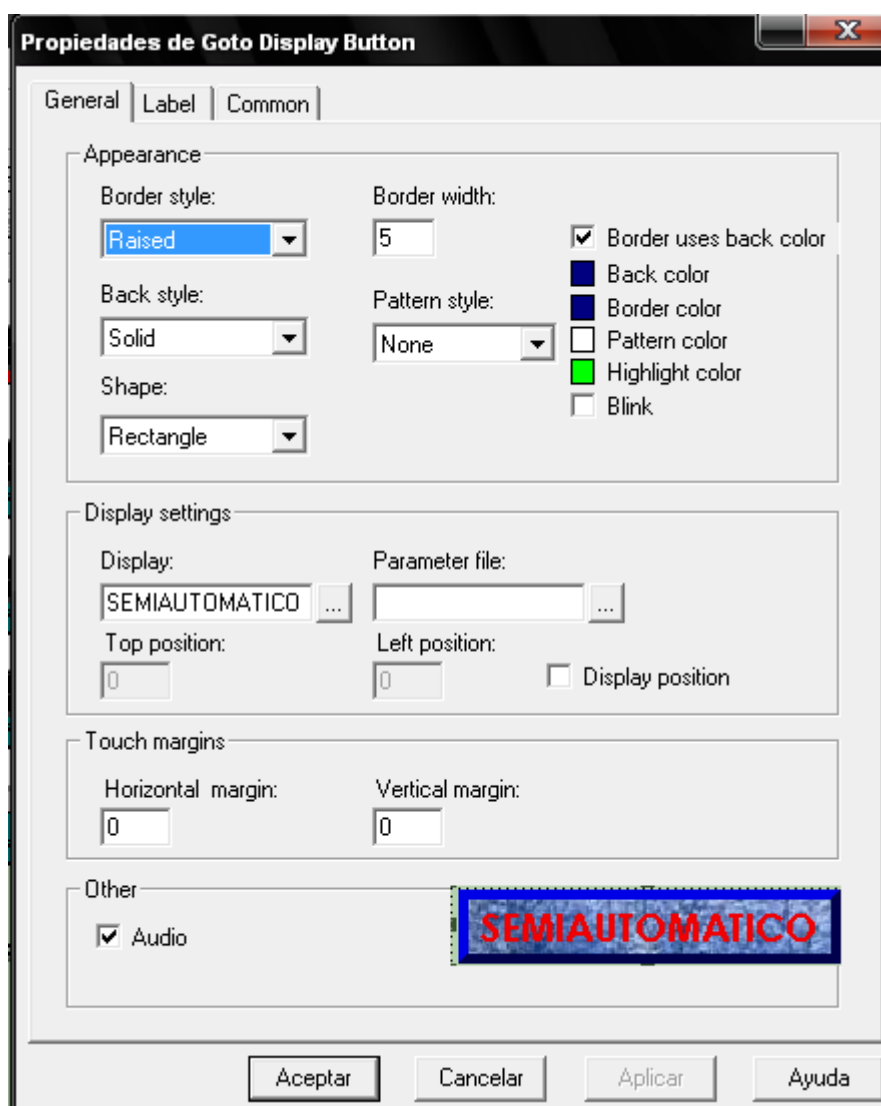 Propiedades de Goto Display Button
General Label Common
Appearance
Border style: Border width:
Raised 5 Border uses back color
Back color
Back style: Pattern style: Border color
Solid None Pattern color
Highlight color
Shape: Blink
Rectangle
Display settings
Display: Parameter file:
SEMIAUTOMATICO ... ...
Top position: Left position:
0 0 Display position
Touch margins
Horizontal margin: Vertical margin:
0 0
Other
Audio SEMIAUTOMATICO
Aceptar Cancelar Aplicar Ayuda